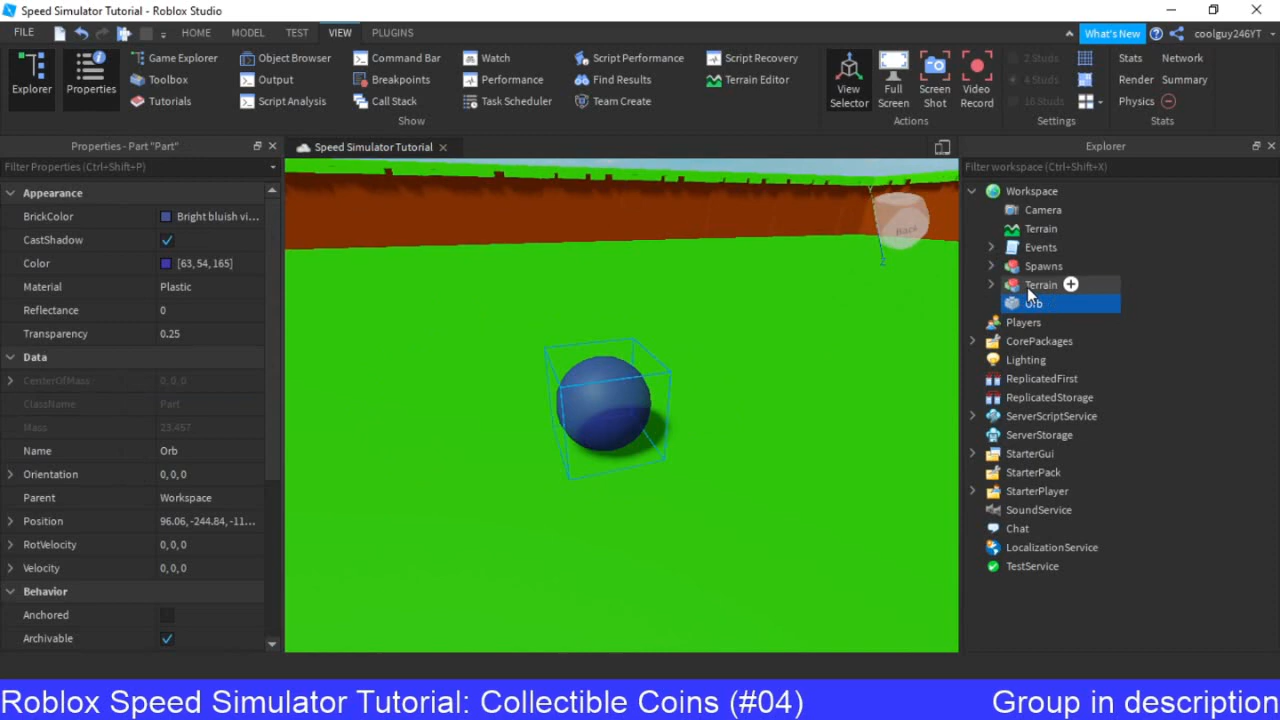 Speed Simulator Tutorial - Roblox Studio
FILE HOME MODEL TEST VIEW PLUGINS What's New coolguy246YT
Explorer Properties Game Explorer Object Browser Command Bar Watch Script Performance Script Recovery View Selector Full Screen Screen Shot Video Record 2 Studs Stats Network
Toolbox Output Breakpoints Performance Find Results Terrain Editor 4 Studs Render Summary
Tutorials Script Analysis Call Stack Task Scheduler Team Create 16 Studs Physics
Show Actions Settings Stats
Properties - Part "Part"
Filter Properties (Ctrl+Shift+P)
Appearance
BrickColor Bright bluish vi...
CastShadow
Color [63, 54, 165]
Material Plastic
Reflectance 0
Transparency 0.25
Data
CenterOfMass 0, 0, 0
ClassName Part
Mass 23.457
Name Orb
Orientation 0, 0, 0
Parent Workspace
Position 96.06, -244.84, -11...
RotVelocity 0, 0, 0
Velocity 0, 0, 0
Behavior
Anchored
Archivable
Speed Simulator Tutorial
Y
Back
Z
Explorer
Filter workspace (Ctrl+Shift+X)
Workspace
Camera
Terrain
Events
Spawns
Terrain
Orb
Players
CorePackages
Lighting
ReplicatedFirst
ReplicatedStorage
ServerScriptService
ServerStorage
StarterGui
StarterPack
StarterPlayer
SoundService
Chat
LocalizationService
TestService
Roblox Speed Simulator Tutorial: Collectible Coins (#04) Group in description